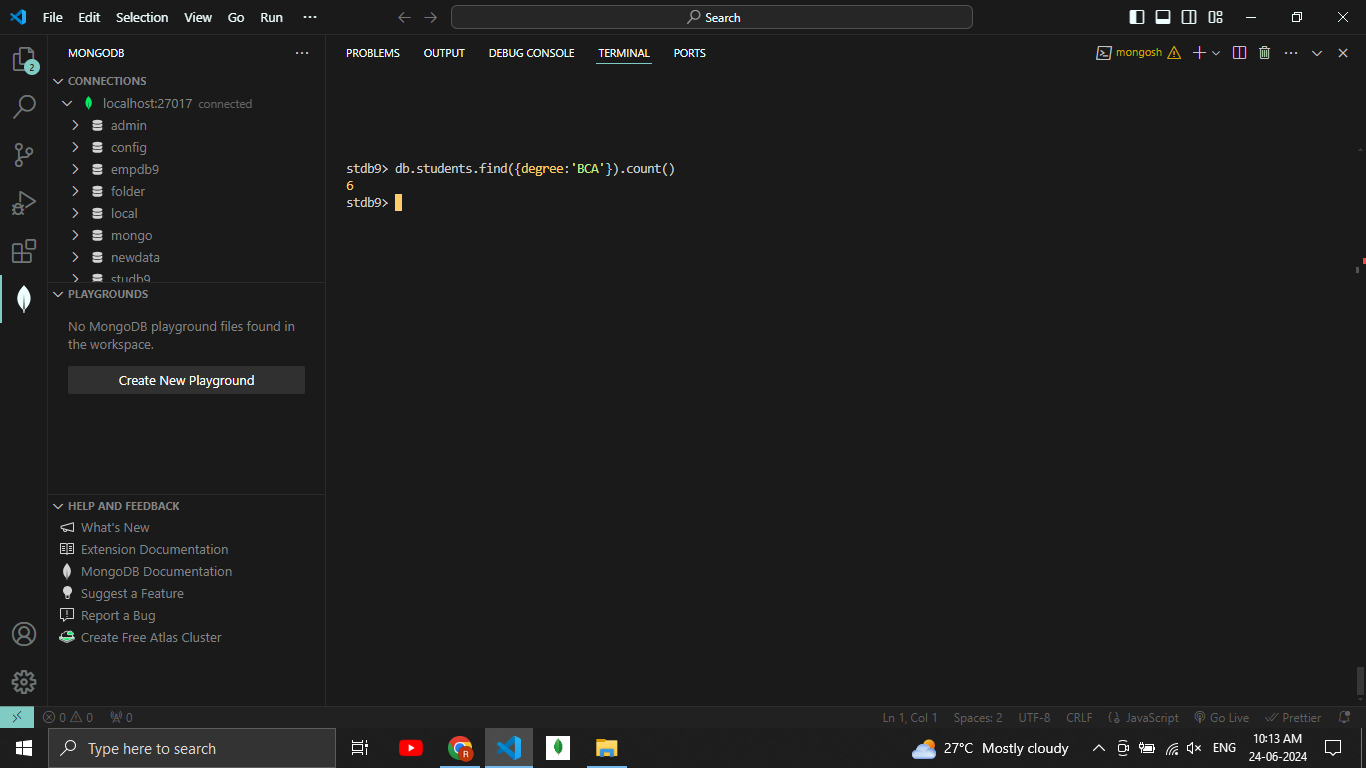 File Edit Selection View Go Run ···
Search
MONGODB ···
PROBLEMS OUTPUT DEBUG CONSOLE TERMINAL PORTS
mongosh
CONNECTIONS
localhost:27017 connected
admin
config
empdb9
folder
local
mongo
newdata
studb9
2
stdb9> db.students.find({degree:'BCA'}).count()
6
stdb9>
PLAYGROUNDS
No MongoDB playground files found in
the workspace.
Create New Playground
HELP AND FEEDBACK
What's New
Extension Documentation
MongoDB Documentation
Suggest a Feature
Report a Bug
Create Free Atlas Cluster
0 0 0
Ln 1, Col 1 Spaces: 2 UTF-8 CRLF {} JavaScript Go Live Prettier
Type here to search
R
27°C Mostly cloudy
ENG
10:13 AM
24-06-2024